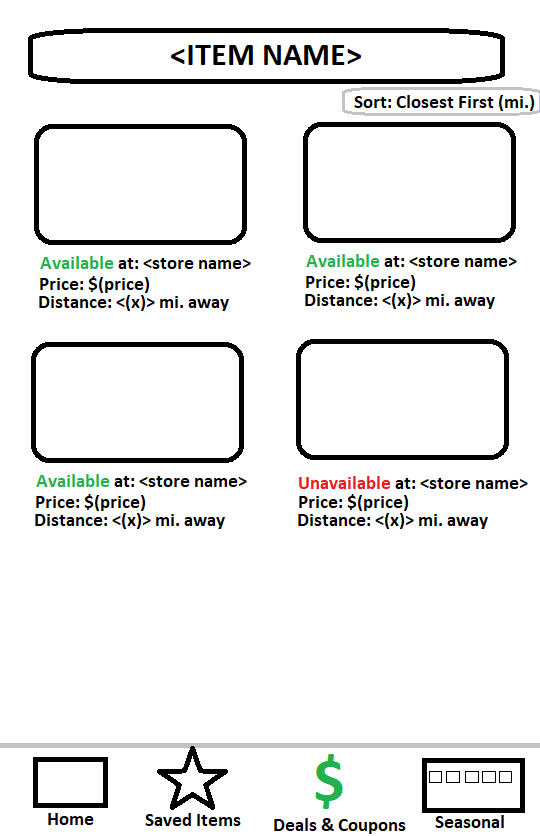 <ITEM NAME>
Sort: Closest First (mi.)
Available at: <store name>
Price: $(price)
Distance: <(x)> mi. away
Available at: <store name>
Price: $(price)
Distance: <(x)> mi. away
Available at: <store name>
Price: $(price)
Distance: <(x)> mi. away
Unavailable at: <store name>
Price: $(price)
Distance: <(x)> mi. away
$
Home
Saved Items
Deals & Coupons
Seasonal